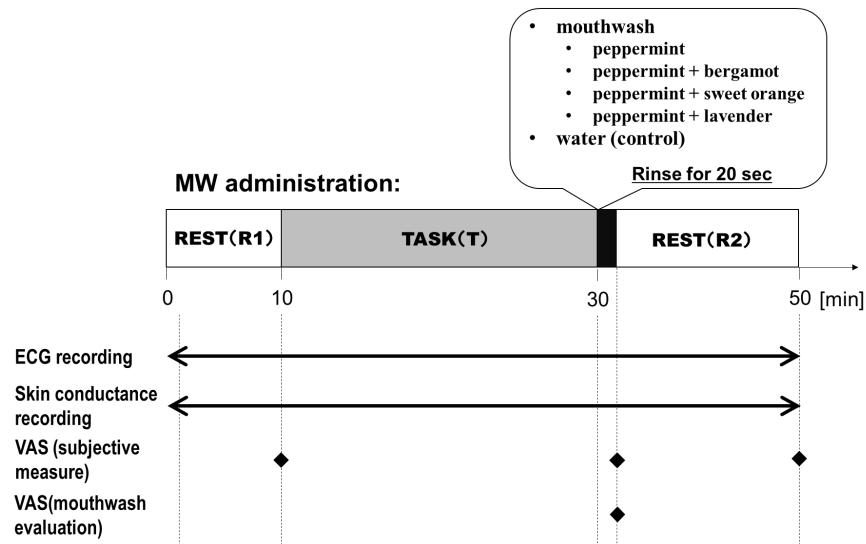 • mouthwash
• peppermint
• peppermint + bergamot
• peppermint + sweet orange
• peppermint + lavender
• water (control)
Rinse for 20 sec
MW administration:
REST(R1) TASK(T) REST(R2)
0 10 30 50 [min]
ECG recording
Skin conductance
recording
VAS (subjective
measure)
VAS(mouthwash
evaluation)